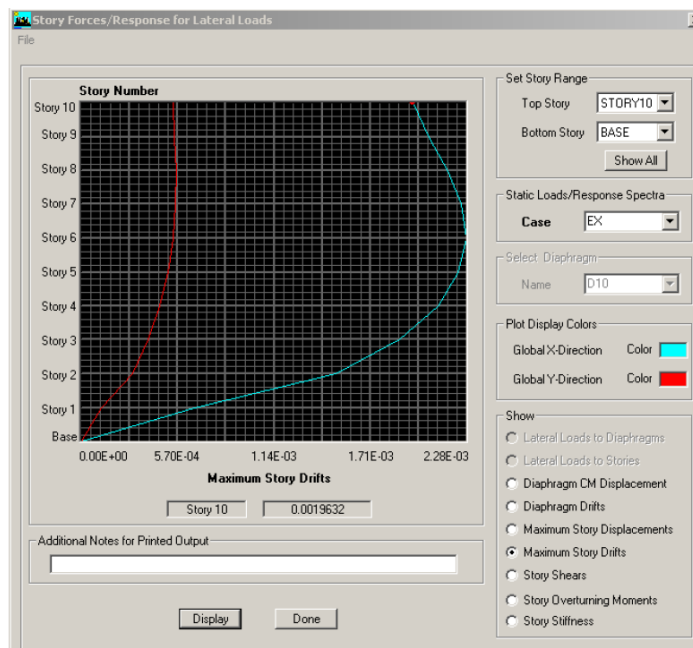 Story Forces/Response for Lateral Loads
File
Story Number
Story 10
Story 9
Story 8
Story 7
Story 6
Story 5
Story 4
Story 3
Story 2
Story 1
Base
0.00E+00 5.70E-04 1.14E-03 1.71E-03 2.28E-03
Maximum Story Drifts
Story 10 0.0019632
Additional Notes for Printed Output
Display Done
Set Story Range
Top Story STORY10
Bottom Story BASE
Show All
Static Loads/Response Spectra
Case EX
Select Diaphragm
Name D10
Plot Display Colors
Global X-Direction Color
Global Y-Direction Color
Show
Lateral Loads to Diaphragms
Lateral Loads to Stories
Diaphragm CM Displacement
Diaphragm Drifts
Maximum Story Displacements
Maximum Story Drifts
Story Shears
Story Overturning Moments
Story Stiffness